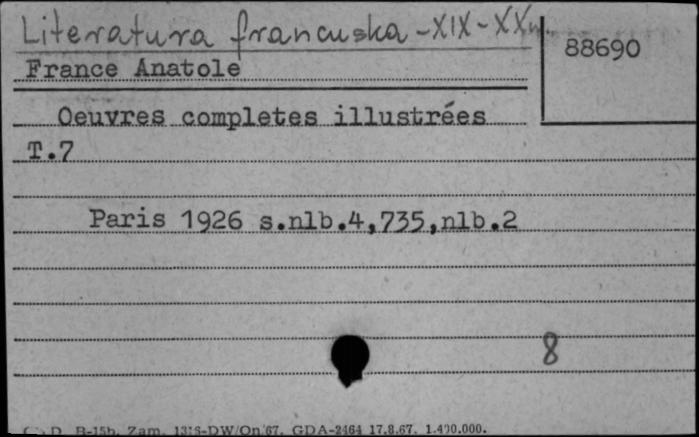 Literatura francuska - XIX - XX w.
88690
France Anatole
Oeuvres completes illustrées
T.7
Paris 1926 s.nlb.4,735,nlb.2
8
D B-15b. Zam. 1316-DW/On/67. GDA-2464 17.8.67. 1.400.000.